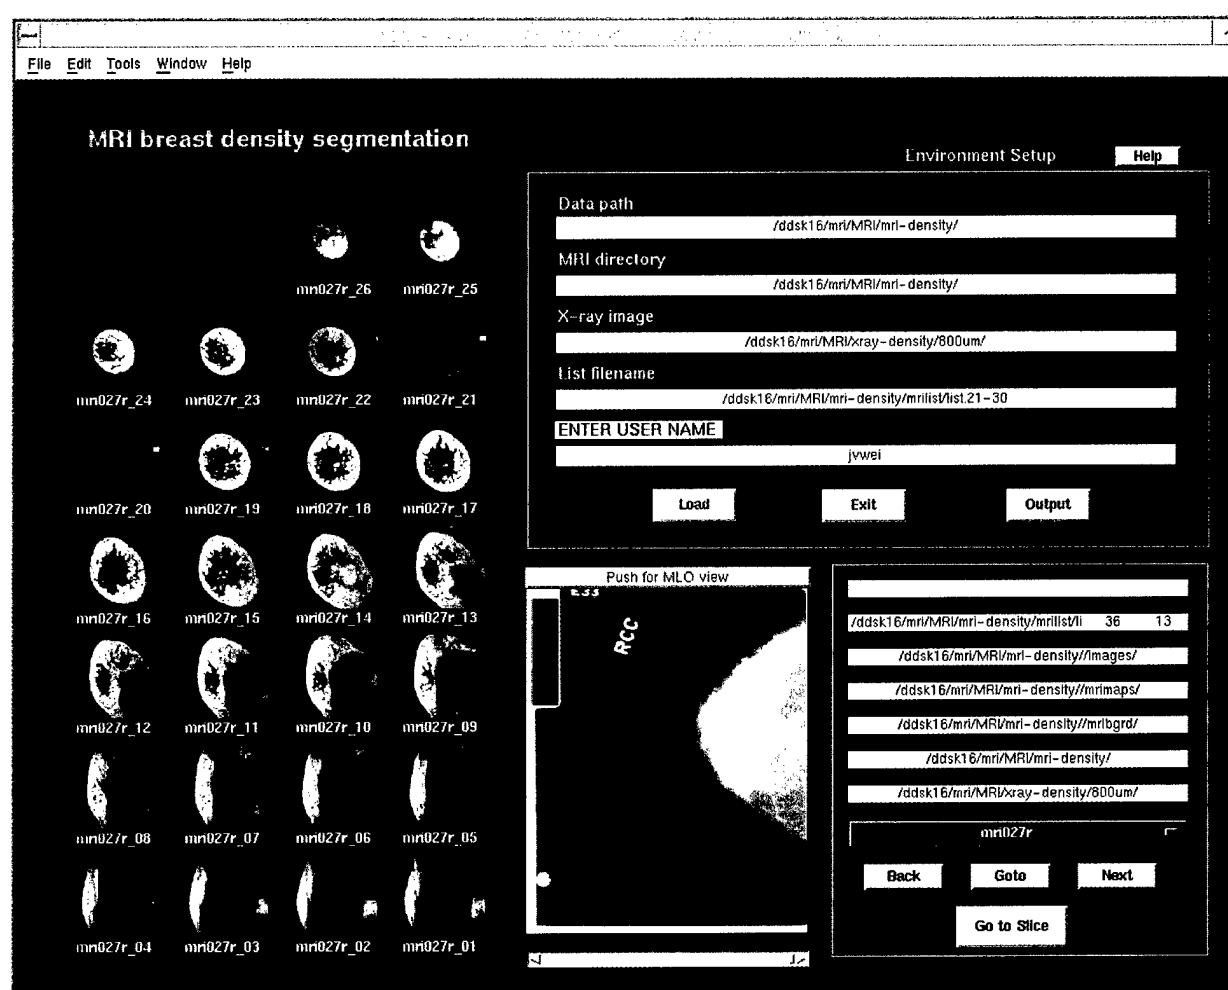 File Edit Tools Window Help
MRI breast density segmentation
Environment Setup Help
Data path
/ddsk16/mri/MRI/mri-density/
MRI directory
/ddsk16/mri/MRI/mri-density/
X-ray image
/ddsk16/mri/MRI/xray-density/800um/
List filename
/ddsk16/mri/MRI/mri-density/mrilist/list.21-30
ENTER USER NAME
jvwei
Load Exit Output
mri027r_26 mri027r_25
mri027r_24 mri027r_23 mri027r_22 mri027r_21
mri027r_20 mri027r_19 mri027r_18 mri027r_17
mri027r_16 mri027r_15 mri027r_14 mri027r_13
mri027r_12 mri027r_11 mri027r_10 mri027r_09
mri027r_08 mri027r_07 mri027r_06 mri027r_05
mri027r_04 mri027r_03 mri027r_02 mri027r_01
Push for MLO view
RCC
/ddsk16/mri/MRI/mri-density/mrilist/li 36 13
/ddsk16/mri/MRI/mri-density//images/
/ddsk16/mri/MRI/mri-density//mrimaps/
/ddsk16/mri/MRI/mri-density//mribgrd/
/ddsk16/mri/MRI/mri-density/
/ddsk16/mri/MRI/xray-density/800um/
mri027r
Back Goto Next
Go to Slice